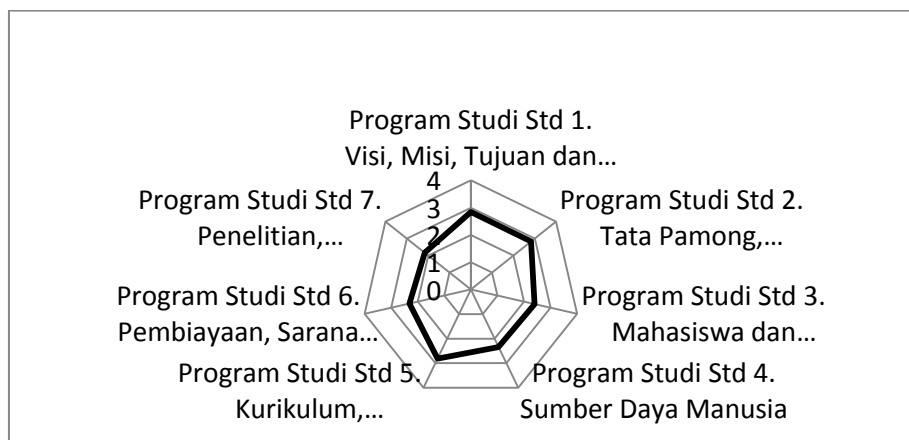 Program Studi Std 1.
Visi, Misi, Tujuan dan…
Program Studi Std 2.
Tata Pamong,…
Program Studi Std 3.
Mahasiswa dan…
Program Studi Std 4.
Sumber Daya Manusia
Program Studi Std 5.
Kurikulum,…
Program Studi Std 6.
Pembiayaan, Sarana…
Program Studi Std 7.
Penelitian,…
4
3
2
1
0